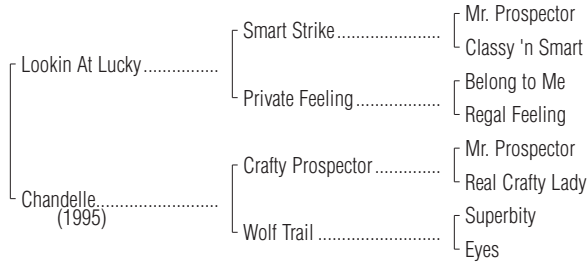 Mr. Prospector
Smart Strike..................
Classy 'n Smart
Lookin At Lucky................
Belong to Me
Private Feeling...............
Regal Feeling
Mr. Prospector
Crafty Prospector............
Real Crafty Lady
Chandelle.........................
(1995)
Superbity
Wolf Trail ......................
Eyes